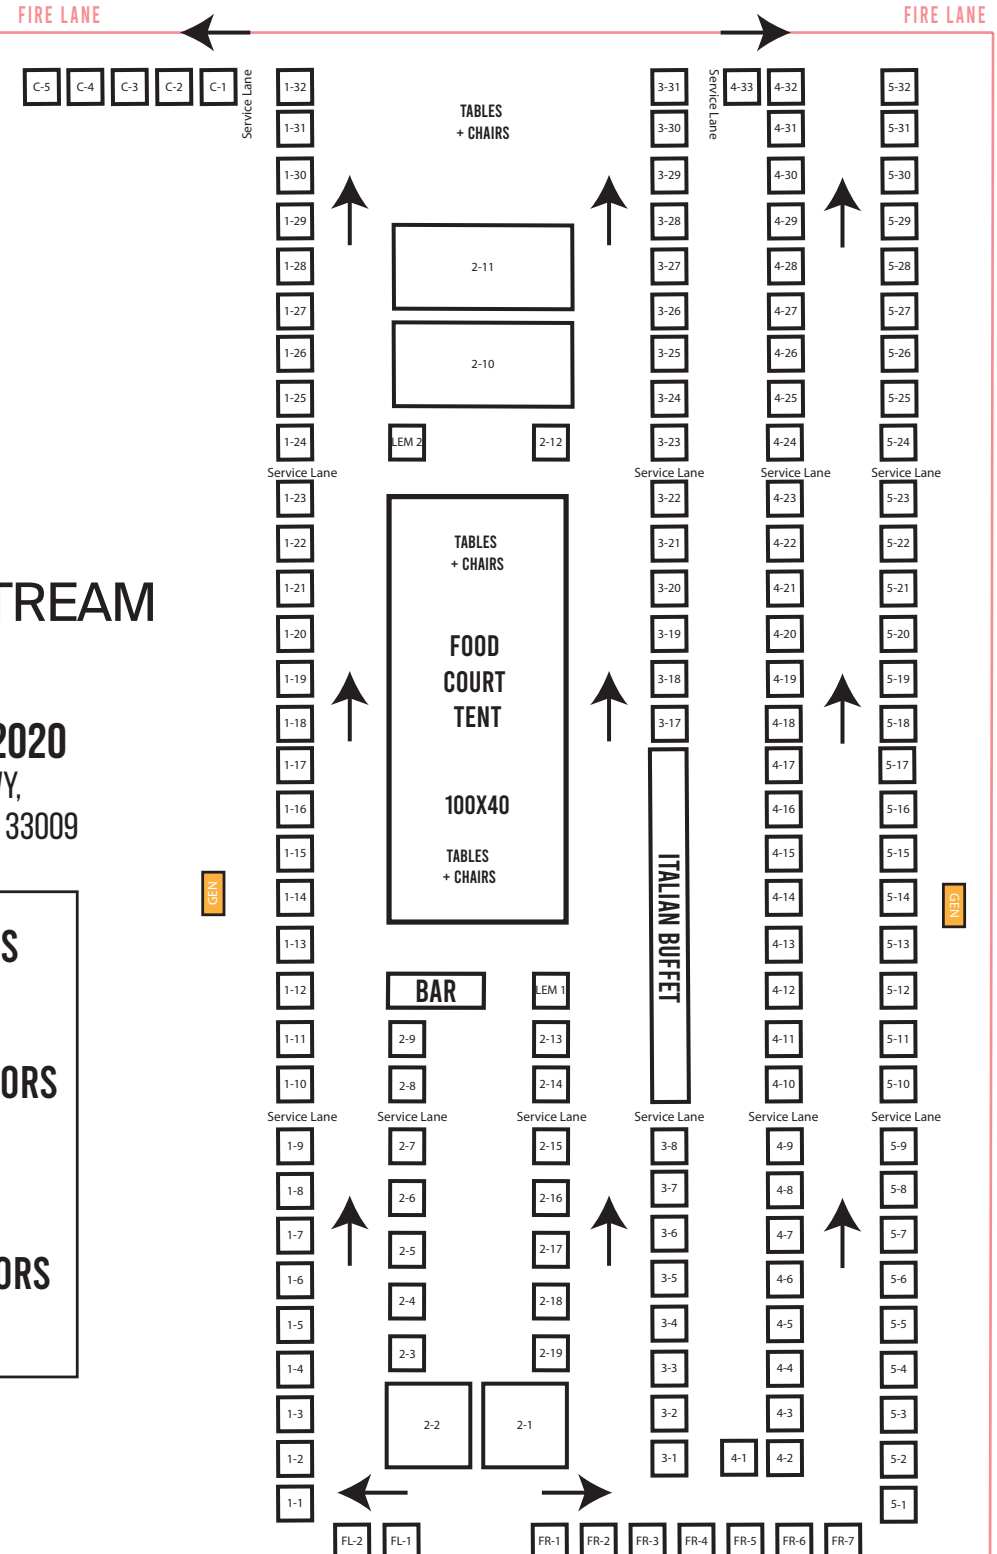 FIRE LANE FIRE LANE
C-5 C-4 C-3 C-2 C-1 Service Lane 1-32 3-31 Service Lane 4-33 4-32 5-32
TABLES
+ CHAIRS
1-31 3-30 4-31 5-31
1-30 3-29 4-30 5-30
1-29 3-28 4-29 5-29
1-28 2-11 3-27 4-28 5-28
1-27 3-26 4-27 5-27
1-26 3-25 4-26 5-26
2-10
1-25 3-24 4-25 5-25
1-24 LEM 2 2-12 3-23 4-24 5-24
Service Lane Service Lane Service Lane Service Lane
1-23 3-22 4-23 5-23
1-22 3-21 4-22 5-22
TABLES
+ CHAIRS
1-21 3-20 4-21 5-21
TREAM
1-20 3-19 4-20 5-20
FOOD
COURT
TENT
1-19 3-18 4-19 5-19
1-18 3-17 4-18 5-18
2020
1-17 4-17 5-17
WY,
1-16 4-16 5-16
100X40
33009
1-15 4-15 5-15
TABLES
+ CHAIRS
ITALIAN BUFFET
GEN 1-14 4-14 5-14 GEN
S
1-13 4-13 5-13
1-12 BAR LEM 1 4-12 5-12
1-11 2-9 2-13 4-11 5-11
ORS
1-10 2-8 2-14 4-10 5-10
Service Lane Service Lane Service Lane Service Lane Service Lane Service Lane
1-9 2-7 2-15 3-8 4-9 5-9
1-8 2-6 2-16 3-7 4-8 5-8
1-7 2-5 2-17 3-6 4-7 5-7
ORS
1-6 2-4 2-18 3-5 4-6 5-6
1-5 2-3 2-19 3-4 4-5 5-5
1-4 3-3 4-4 5-4
1-3 2-2 2-1 3-2 4-3 5-3
1-2 3-1 4-1 4-2 5-2
1-1 5-1
FL-2 FL-1 FR-1 FR-2 FR-3 FR-4 FR-5 FR-6 FR-7